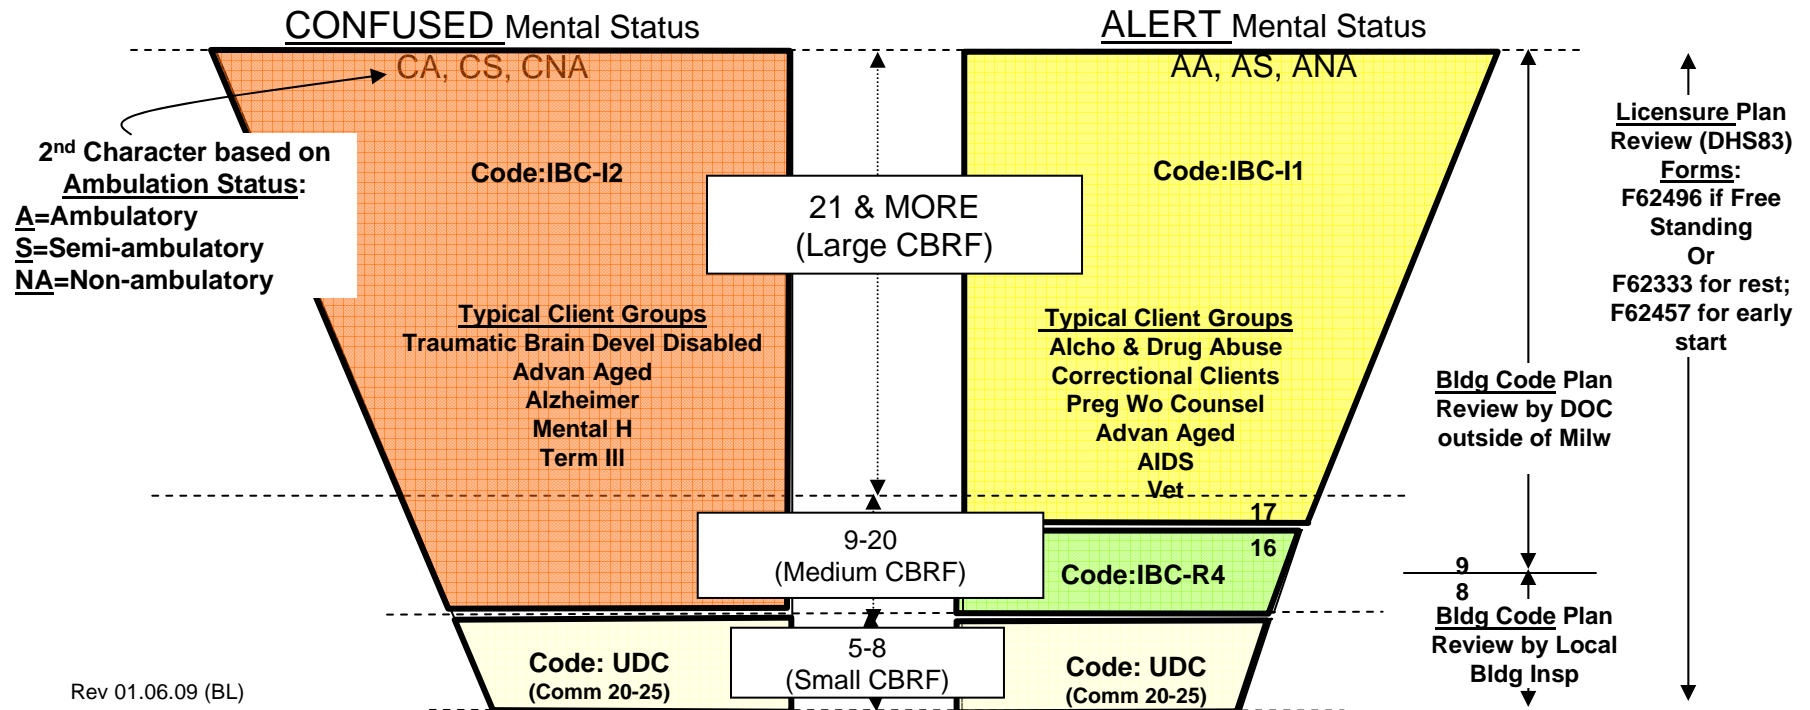 CONFUSED Mental Status
CA, CS, CNA
2nd Character based on
Ambulation Status:
A=Ambulatory
S=Semi-ambulatory
NA=Non-ambulatory
Code:IBC-I2
Typical Client Groups
Traumatic Brain Devel Disabled
Advan Aged
Alzheimer
Mental H
Term Ill
21 & MORE
(Large CBRF)
9-20
(Medium CBRF)
5-8
(Small CBRF)
Code: UDC
(Comm 20-25)
ALERT Mental Status
AA, AS, ANA
Code:IBC-I1
Typical Client Groups
Alcho & Drug Abuse
Correctional Clients
Preg Wo Counsel
Advan Aged
AIDS
Vet
17
16
Code:IBC-R4
Code: UDC
(Comm 20-25)
Bldg Code Plan
Review by DOC
outside of Milw
9
8
Bldg Code Plan
Review by Local
Bldg Insp
Licensure Plan
Review (DHS83)
Forms:
F62496 if Free
Standing
Or
F62333 for rest;
F62457 for early
start
Rev 01.06.09 (BL)